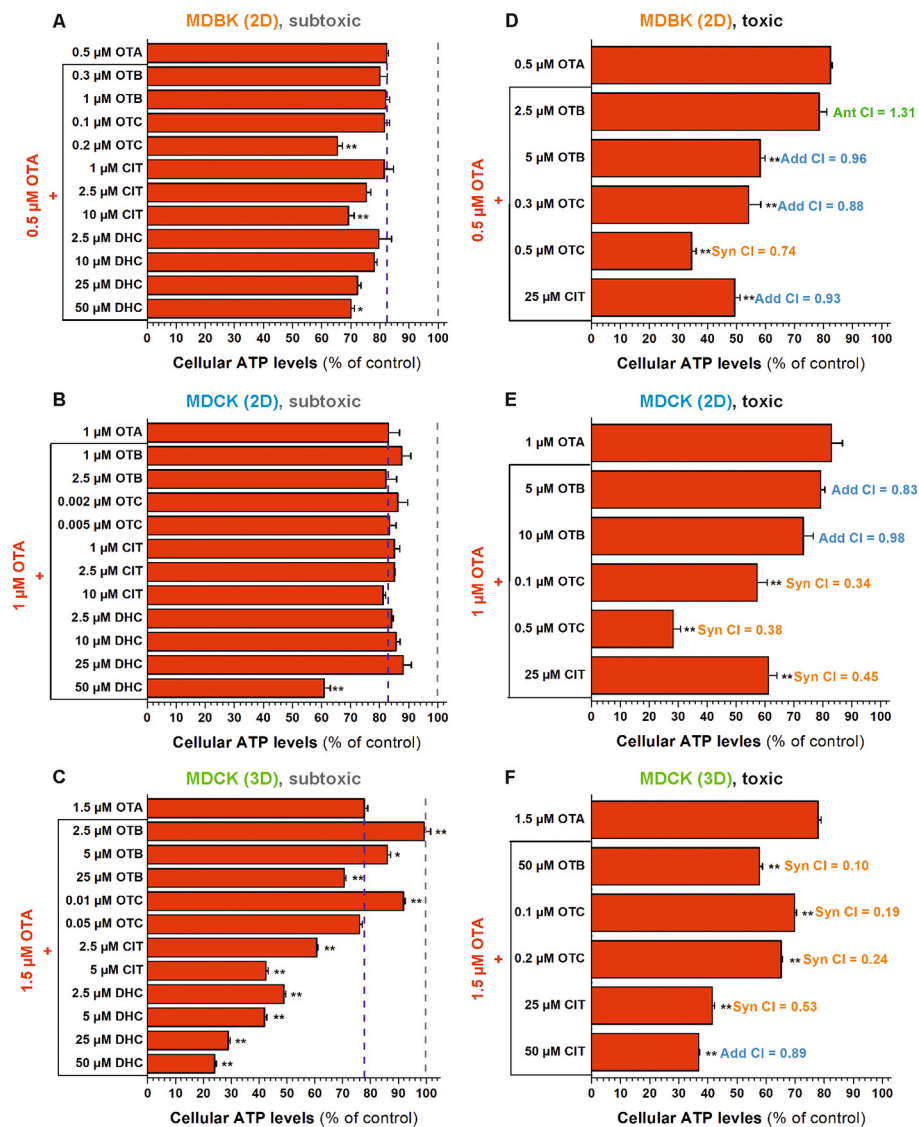 A
MDBK (2D), subtoxic
0.5 µM OTA
0.3 µM OTB
1 µM OTB
0.1 µM OTC
0.2 µM OTC
**
1 µM CIT
2.5 µM CIT
10 µM CIT
**
2.5 µM DHC
10 µM DHC
25 µM DHC
50 µM DHC
*
0.5 µM OTA
+
0 10 20 30 40 50 60 70 80 90 100
Cellular ATP levels (% of control)
D
MDBK (2D), toxic
0.5 µM OTA
2.5 µM OTB
Ant CI = 1.31
5 µM OTB
**Add CI = 0.96
0.3 µM OTC
**Add CI = 0.88
0.5 µM OTC
**Syn CI = 0.74
25 µM CIT
**Add CI = 0.93
0.5 µM OTA
+
0 10 20 30 40 50 60 70 80 90 100
Cellular ATP levels (% of control)
B
MDCK (2D), subtoxic
1 µM OTA
1 µM OTB
2.5 µM OTB
0.002 µM OTC
0.005 µM OTC
1 µM CIT
2.5 µM CIT
10 µM CIT
2.5 µM DHC
10 µM DHC
25 µM DHC
50 µM DHC
**
1 µM OTA
+
0 10 20 30 40 50 60 70 80 90 100
Cellular ATP levels (% of control)
E
MDCK (2D), toxic
1 µM OTA
5 µM OTB
Add CI = 0.83
10 µM OTB
Add CI = 0.98
0.1 µM OTC
** Syn CI = 0.34
0.5 µM OTC
** Syn CI = 0.38
25 µM CIT
** Syn CI = 0.45
1 µM OTA
+
0 10 20 30 40 50 60 70 80 90 100
Cellular ATP levles (% of control)
C
MDCK (3D), subtoxic
1.5 µM OTA
2.5 µM OTB
**
5 µM OTB
*
25 µM OTB
**
0.01 µM OTC
**
0.05 µM OTC
2.5 µM CIT
**
5 µM CIT
**
2.5 µM DHC
**
5 µM DHC
**
25 µM DHC
**
50 µM DHC
**
1.5 µM OTA
+
0 10 20 30 40 50 60 70 80 90 100
Cellular ATP levels (% of control)
F
MDCK (3D), toxic
1.5 µM OTA
50 µM OTB
** Syn CI = 0.10
0.1 µM OTC
**Syn CI = 0.19
0.2 µM OTC
** Syn CI = 0.24
25 µM CIT
**Syn CI = 0.53
50 µM CIT
** Add CI = 0.89
1.5 µM OTA
+
0 10 20 30 40 50 60 70 80 90 100
Cellular ATP levles (% of control)